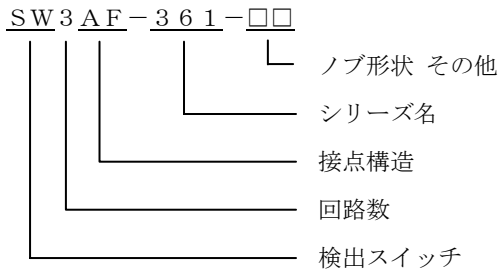 ＳＷ３ＡＦ－３６１－□□
ノブ形状 その他
シリーズ名
接点構造
回路数
検出スイッチ